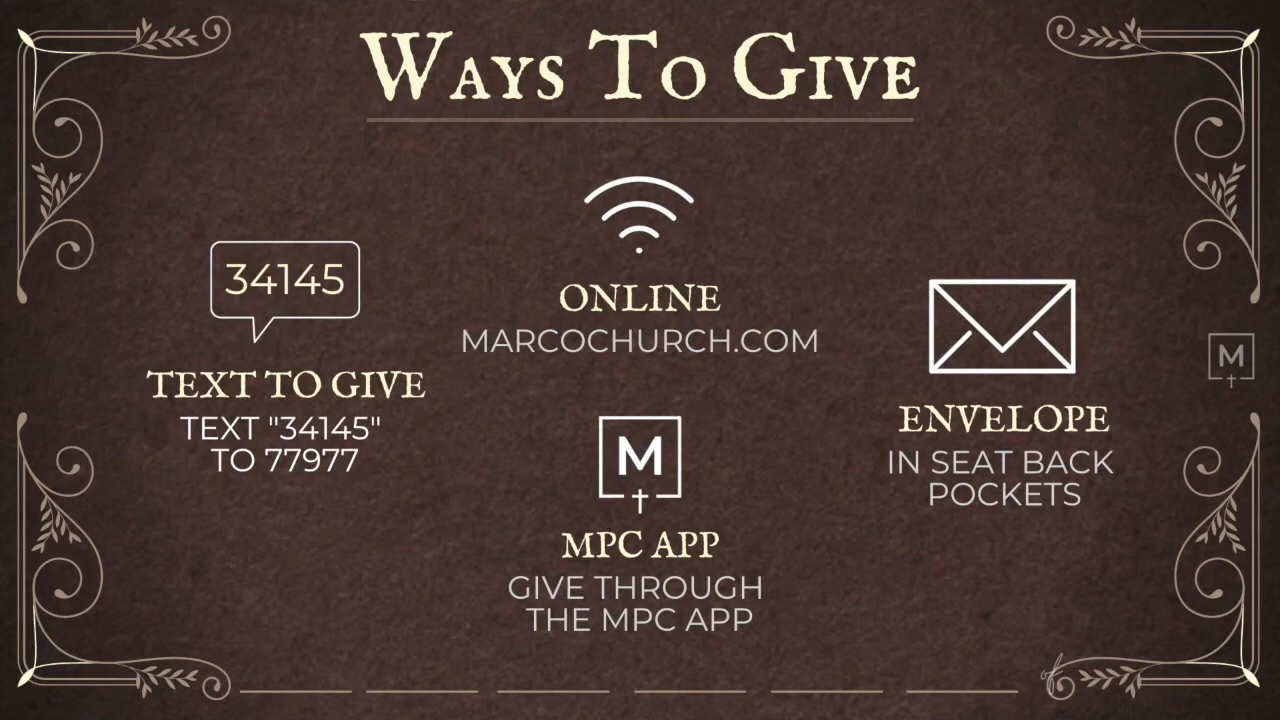 WAYS TO GIVE
34145
TEXT TO GIVE
TEXT "34145"
TO 77977
ONLINE
MARCOCHURCH.COM
M
MPC APP
GIVE THROUGH
THE MPC APP
ENVELOPE
IN SEAT BACK
POCKETS
M
of